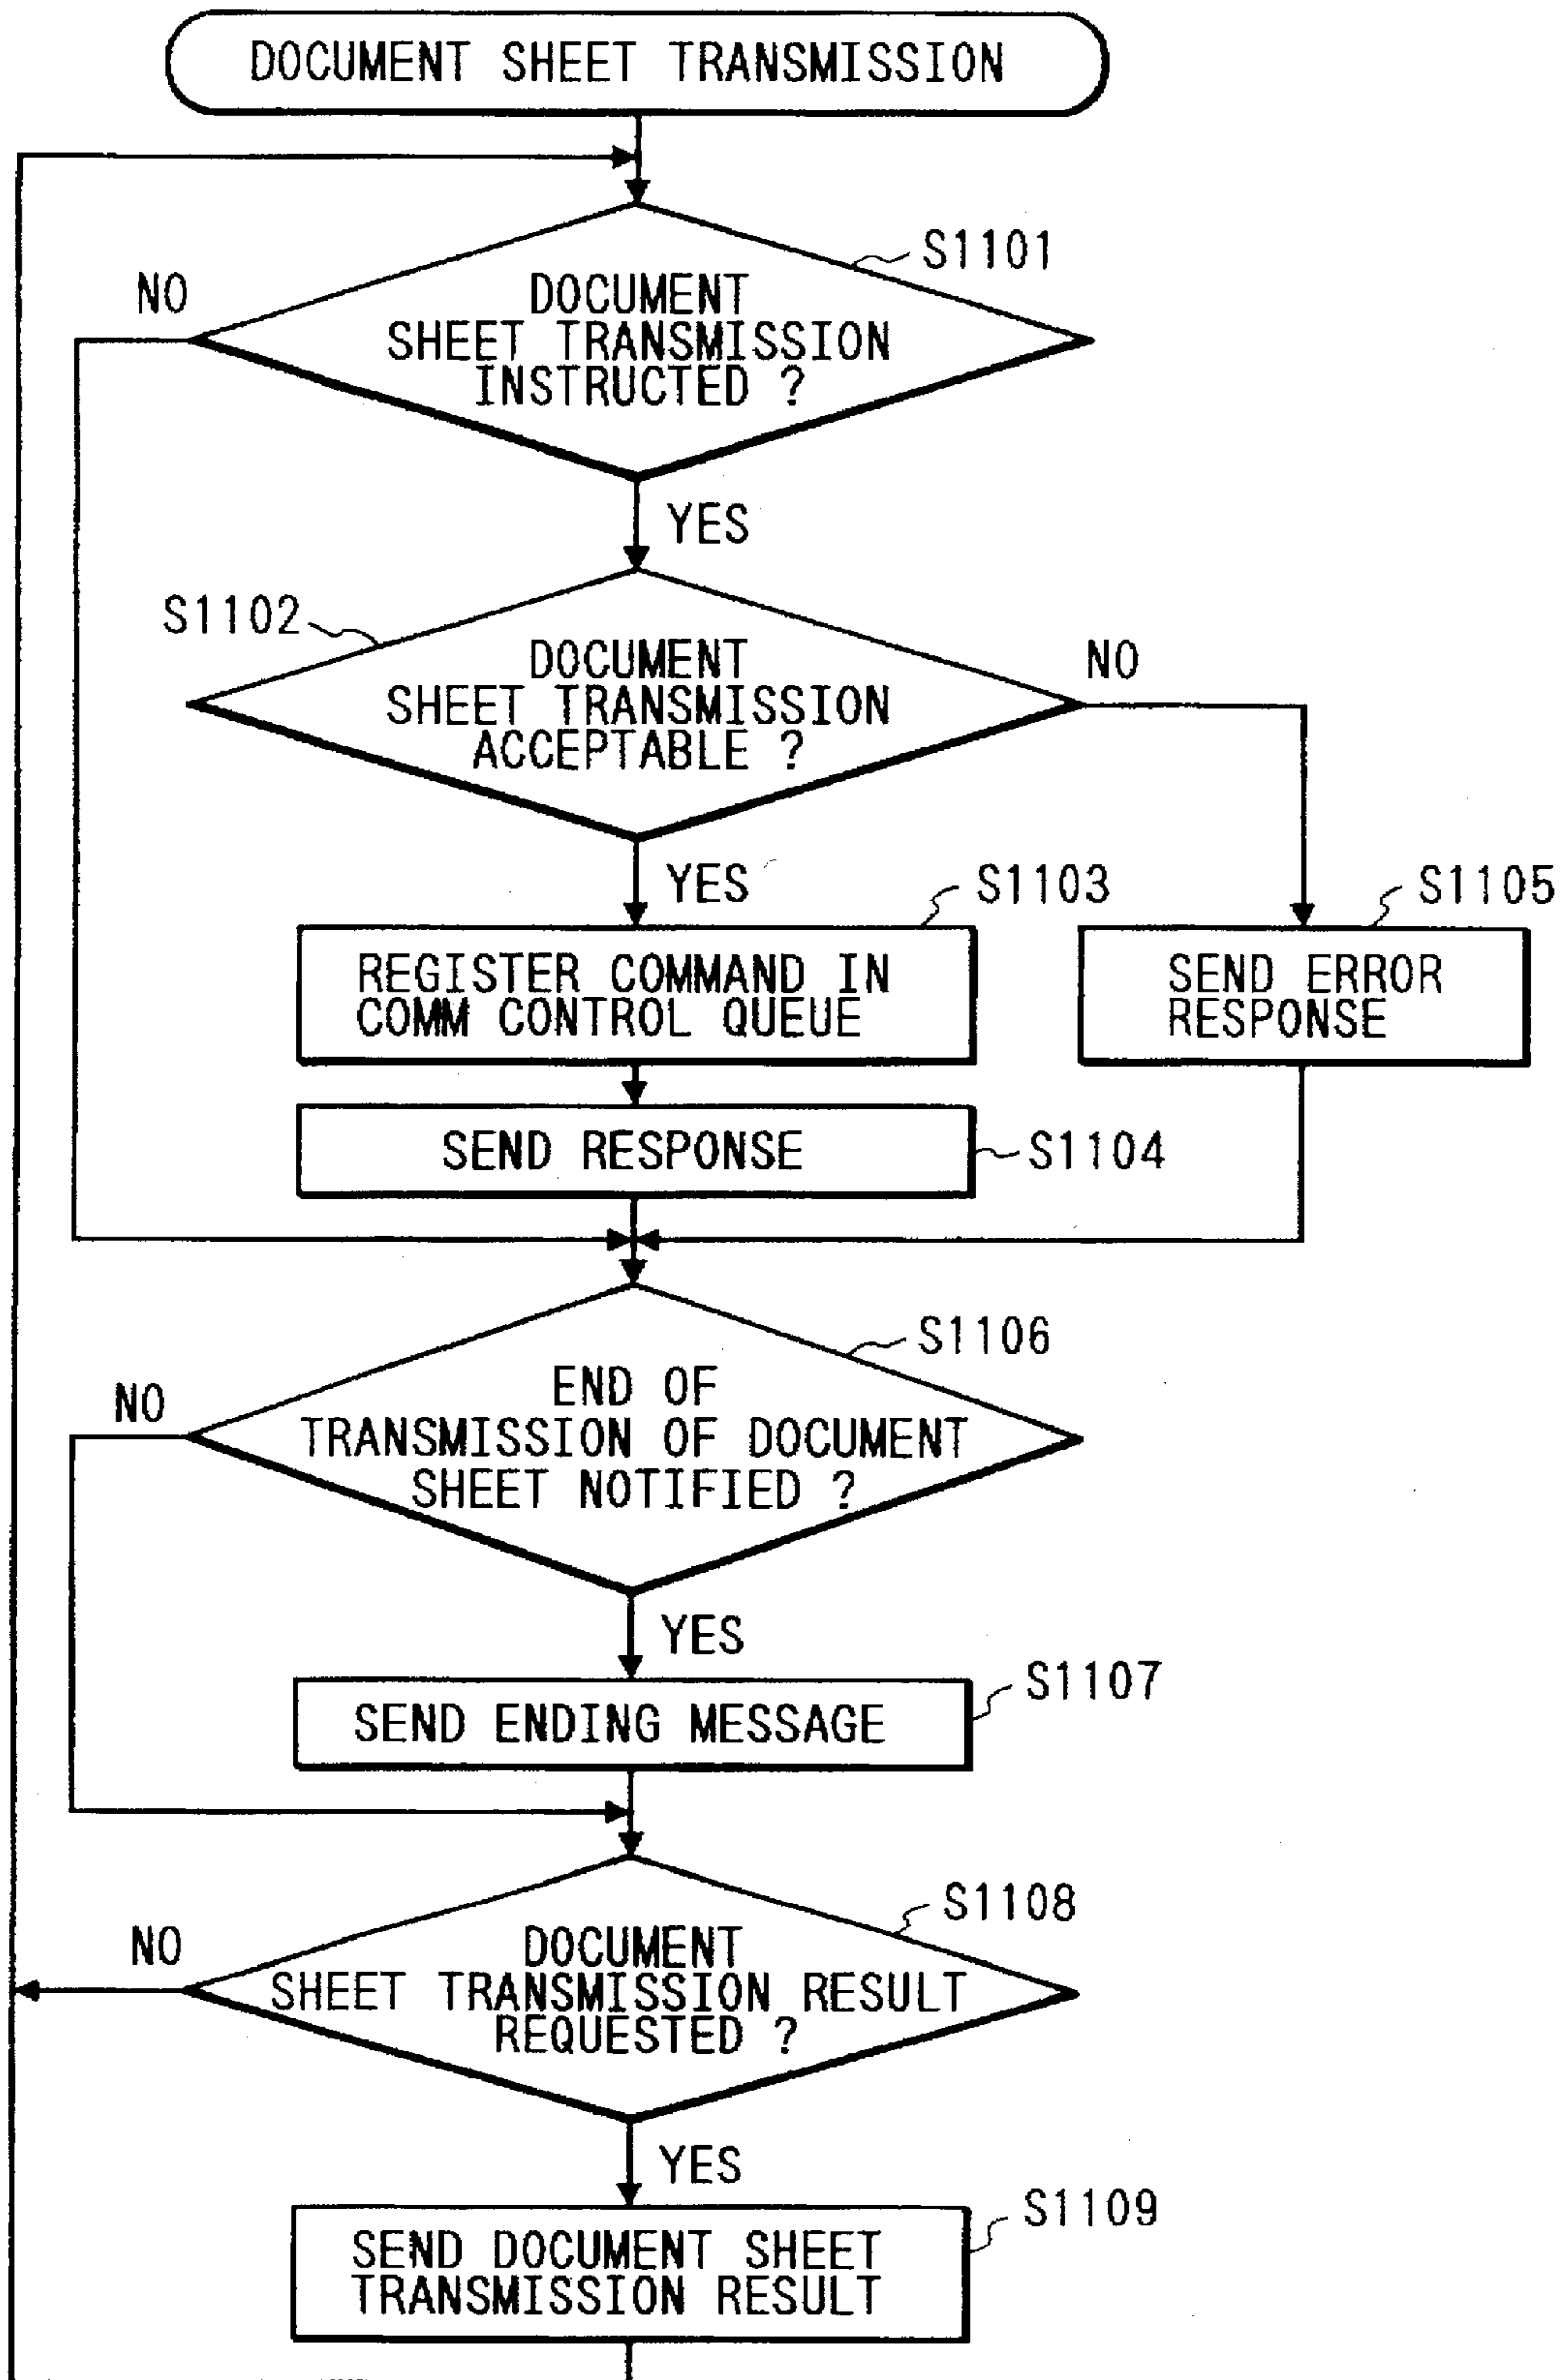 DOCUMENT SHEET TRANSMISSION
S1101
NO
DOCUMENT
SHEET TRANSMISSION
INSTRUCTED ?
YES
S1102
DOCUMENT
SHEET TRANSMISSION
ACCEPTABLE ?
NO
YES
S1103
S1105
REGISTER COMMAND IN
COMM CONTROL QUEUE
SEND ERROR
RESPONSE
SEND RESPONSE
S1104
S1106
NO
END OF
TRANSMISSION OF DOCUMENT
SHEET NOTIFIED ?
YES
S1107
SEND ENDING MESSAGE
S1108
NO
DOCUMENT
SHEET TRANSMISSION RESULT
REQUESTED ?
YES
S1109
SEND DOCUMENT SHEET
TRANSMISSION RESULT